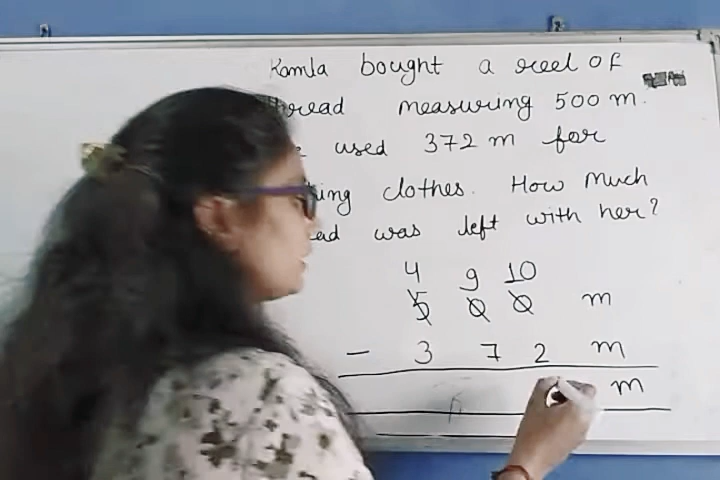 Kamla bought a reel of
measuring 500 m.
used 372 m for
clothes. How much
was left with her?
4 9 10
5 0 0 m
- 3 7 2 m
m